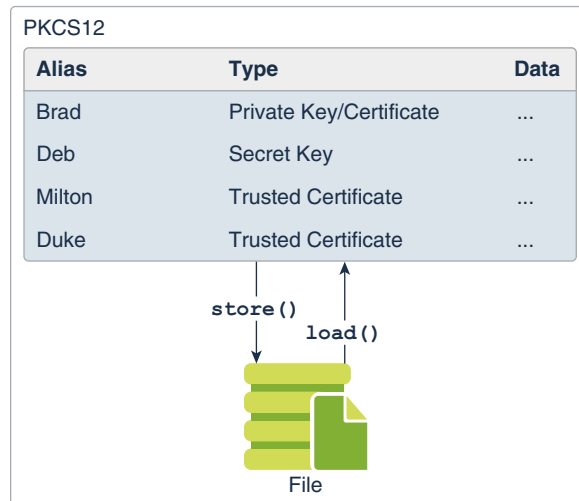 PKCS12
Alias Type Data
Brad Private Key/Certificate ...
Deb Secret Key ...
Milton Trusted Certificate ...
Duke Trusted Certificate ...
store()
load()
File